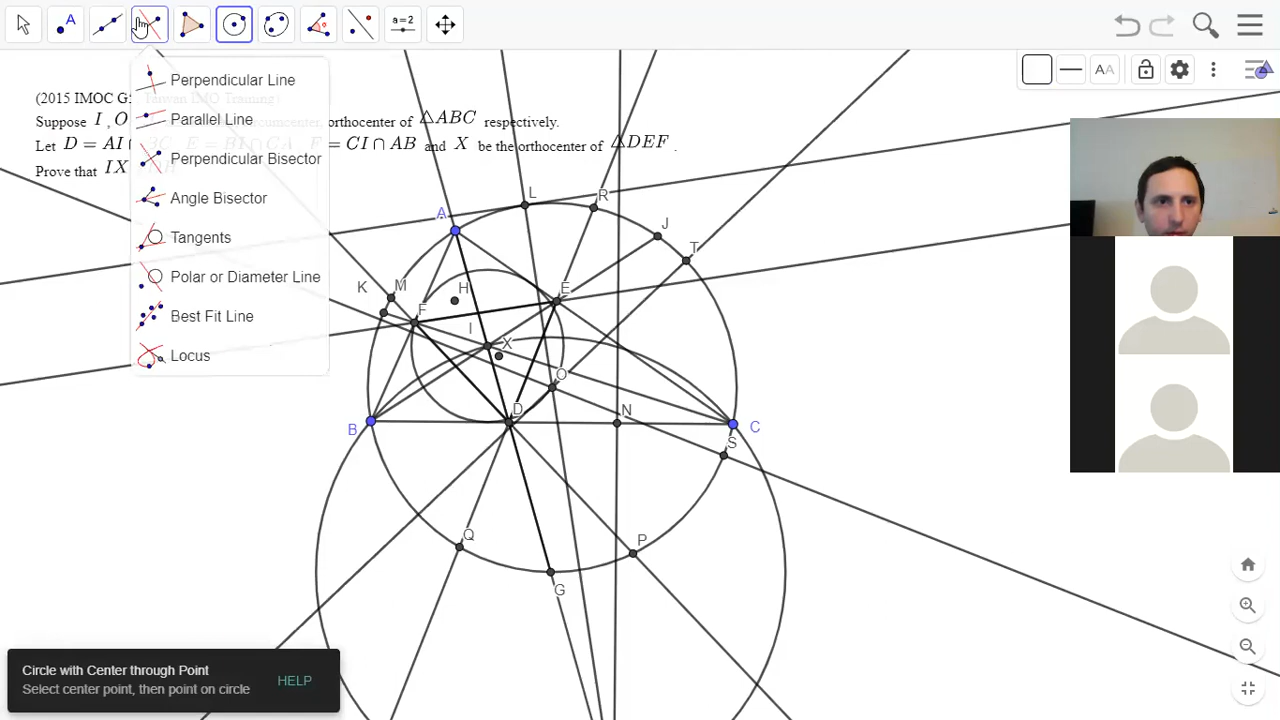 A
a=2
Perpendicular Line
Parallel Line
Perpendicular Bisector
Angle Bisector
Tangents
Polar or Diameter Line
Best Fit Line
Locus
AA
(2015 IMOC G
Suppose I , O orthocenter of △ABC respectively.
Let D = AI = CI ∩ AB and X be the orthocenter of △DEF .
Prove that IX
A
L
R
J
T
K
M
H
F
E
I
X
O
D
N
B
C
S
Q
P
G
Circle with Center through Point
Select center point, then point on circle
HELP